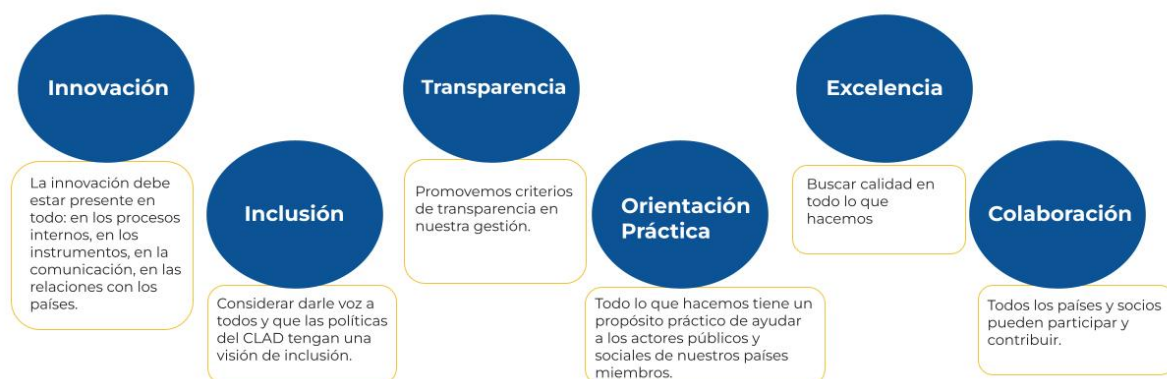 Innovación
La innovación debe
estar presente en
todo: en los procesos
internos, en los
instrumentos, en la
comunicación, en las
relaciones con los
países.
Inclusión
Considerar darle voz a
todos y que las políticas
del CLAD tengan una
visión de inclusión.
Transparencia
Promovemos criterios
de transparencia en
nuestra gestión.
Orientación
Práctica
Todo lo que hacemos tiene un
propósito práctico de ayudar
a los actores públicos y
sociales de nuestros países
miembros.
Excelencia
Buscar calidad en
todo lo que
hacemos
Colaboración
Todos los países y socios
pueden participar y
contribuir.